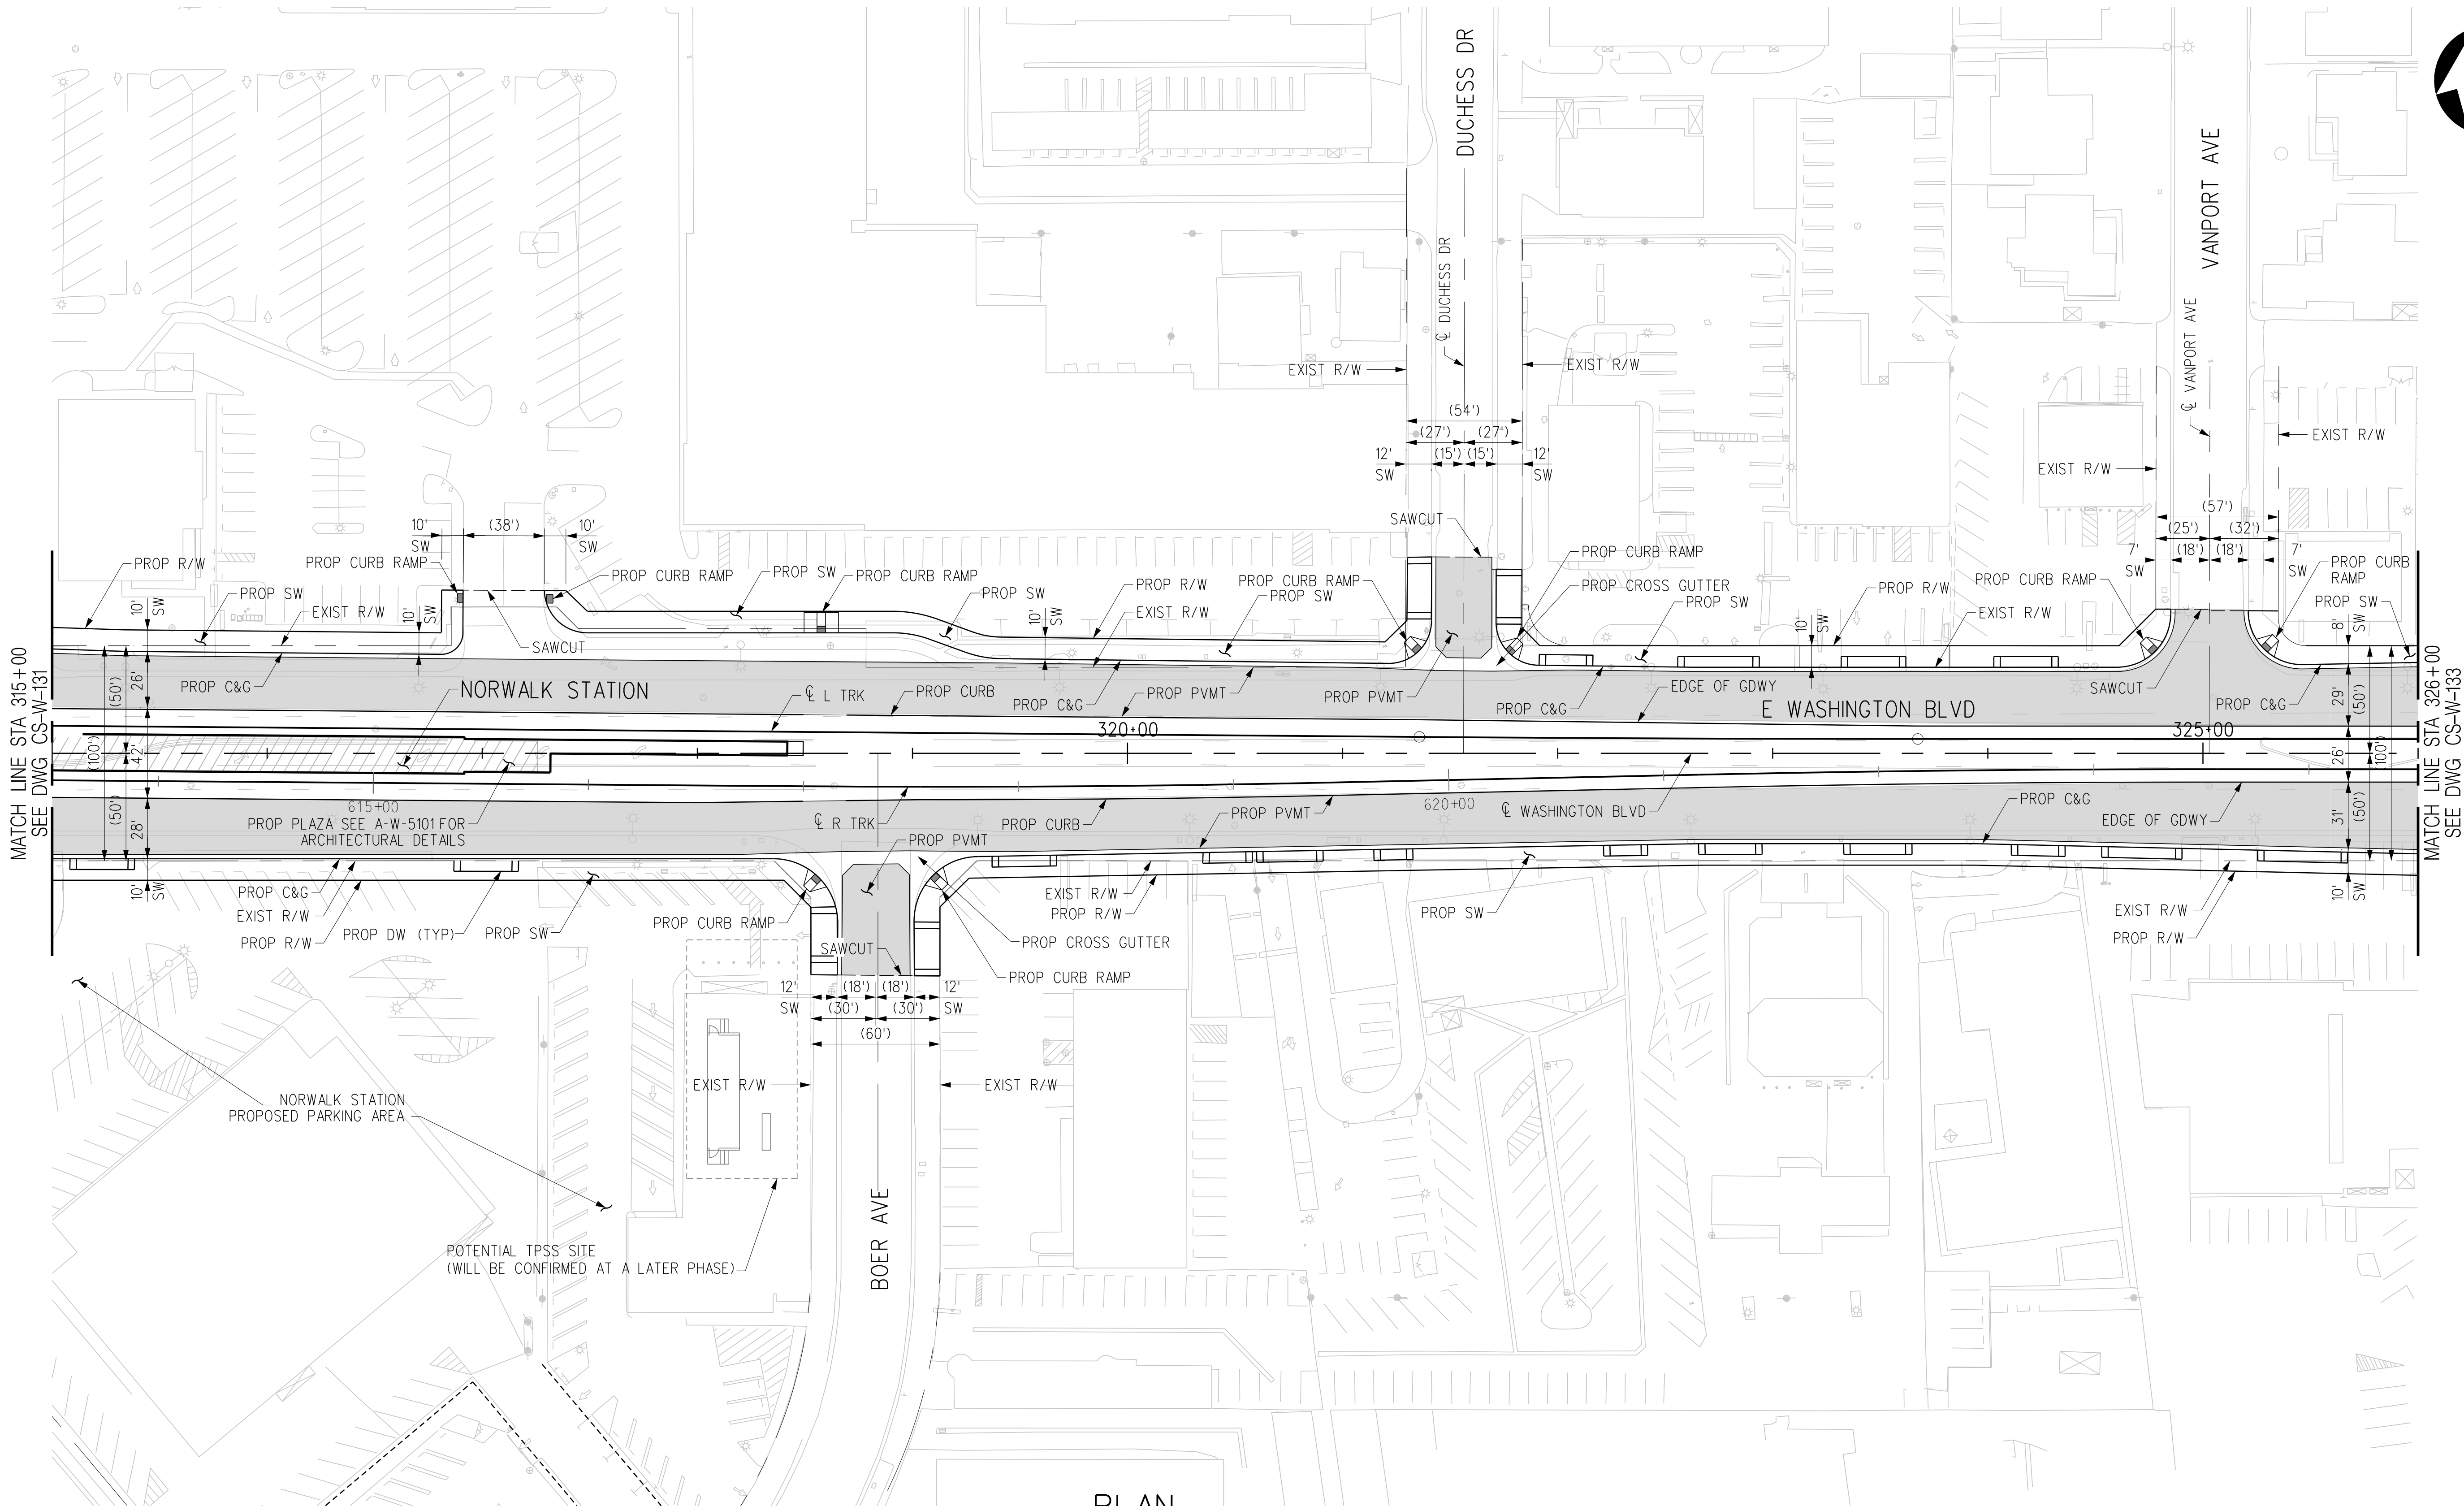 DUCHESS DR
VANPORT AVE
℄ DUCHESS DR
℄ VANPORT AVE
EXIST R/W
EXIST R/W
(54')
(27')
(27')
12'
SW
(15')
(15')
12'
SW
EXIST R/W
EXIST R/W
(57')
(25')
(32')
7'
SW
(18')
(18')
7'
SW
SAWCUT
10'
SW
(38')
10'
SW
PROP R/W
PROP CURB RAMP
PROP CURB RAMP
PROP SW
PROP CURB RAMP
PROP SW
EXIST R/W
10'
SW
10'
SW
SAWCUT
PROP SW
10'
SW
PROP R/W
EXIST R/W
PROP CURB RAMP
PROP SW
PROP CURB RAMP
PROP CROSS GUTTER
PROP SW
10'
SW
PROP R/W
EXIST R/W
PROP CURB RAMP
PROP CURB
RAMP
PROP SW
8'
SW
MATCH LINE STA 315+00
SEE DWG CS-W-131
(50')
26'
PROP C&G
NORWALK STATION
℄ L TRK
PROP CURB
PROP C&G
PROP PVMT
PROP PVMT
PROP C&G
EDGE OF GDWY
E WASHINGTON BLVD
SAWCUT
PROP C&G
29'
(50')
MATCH LINE STA 326+00
SEE DWG CS-W-133
(100')
42'
320+00
325+00
26'
(100')
(50')
28'
615+00
PROP PLAZA SEE A-W-5101 FOR
ARCHITECTURAL DETAILS
℄ R TRK
PROP PVMT
PROP CURB
PROP PVMT
620+00
℄ WASHINGTON BLVD
PROP C&G
EDGE OF GDWY
31'
(50')
10'
SW
PROP C&G
EXIST R/W
PROP R/W
PROP DW (TYP)
PROP SW
PROP CURB RAMP
SAWCUT
EXIST R/W
PROP R/W
PROP CROSS GUTTER
PROP CURB RAMP
PROP SW
EXIST R/W
PROP R/W
10'
SW
12'
SW
(18')
(18')
12'
SW
(30')
(30')
(60')
EXIST R/W
EXIST R/W
NORWALK STATION
PROPOSED PARKING AREA
BOER AVE
POTENTIAL TPSS SITE
(WILL BE CONFIRMED AT A LATER PHASE)
PLAN